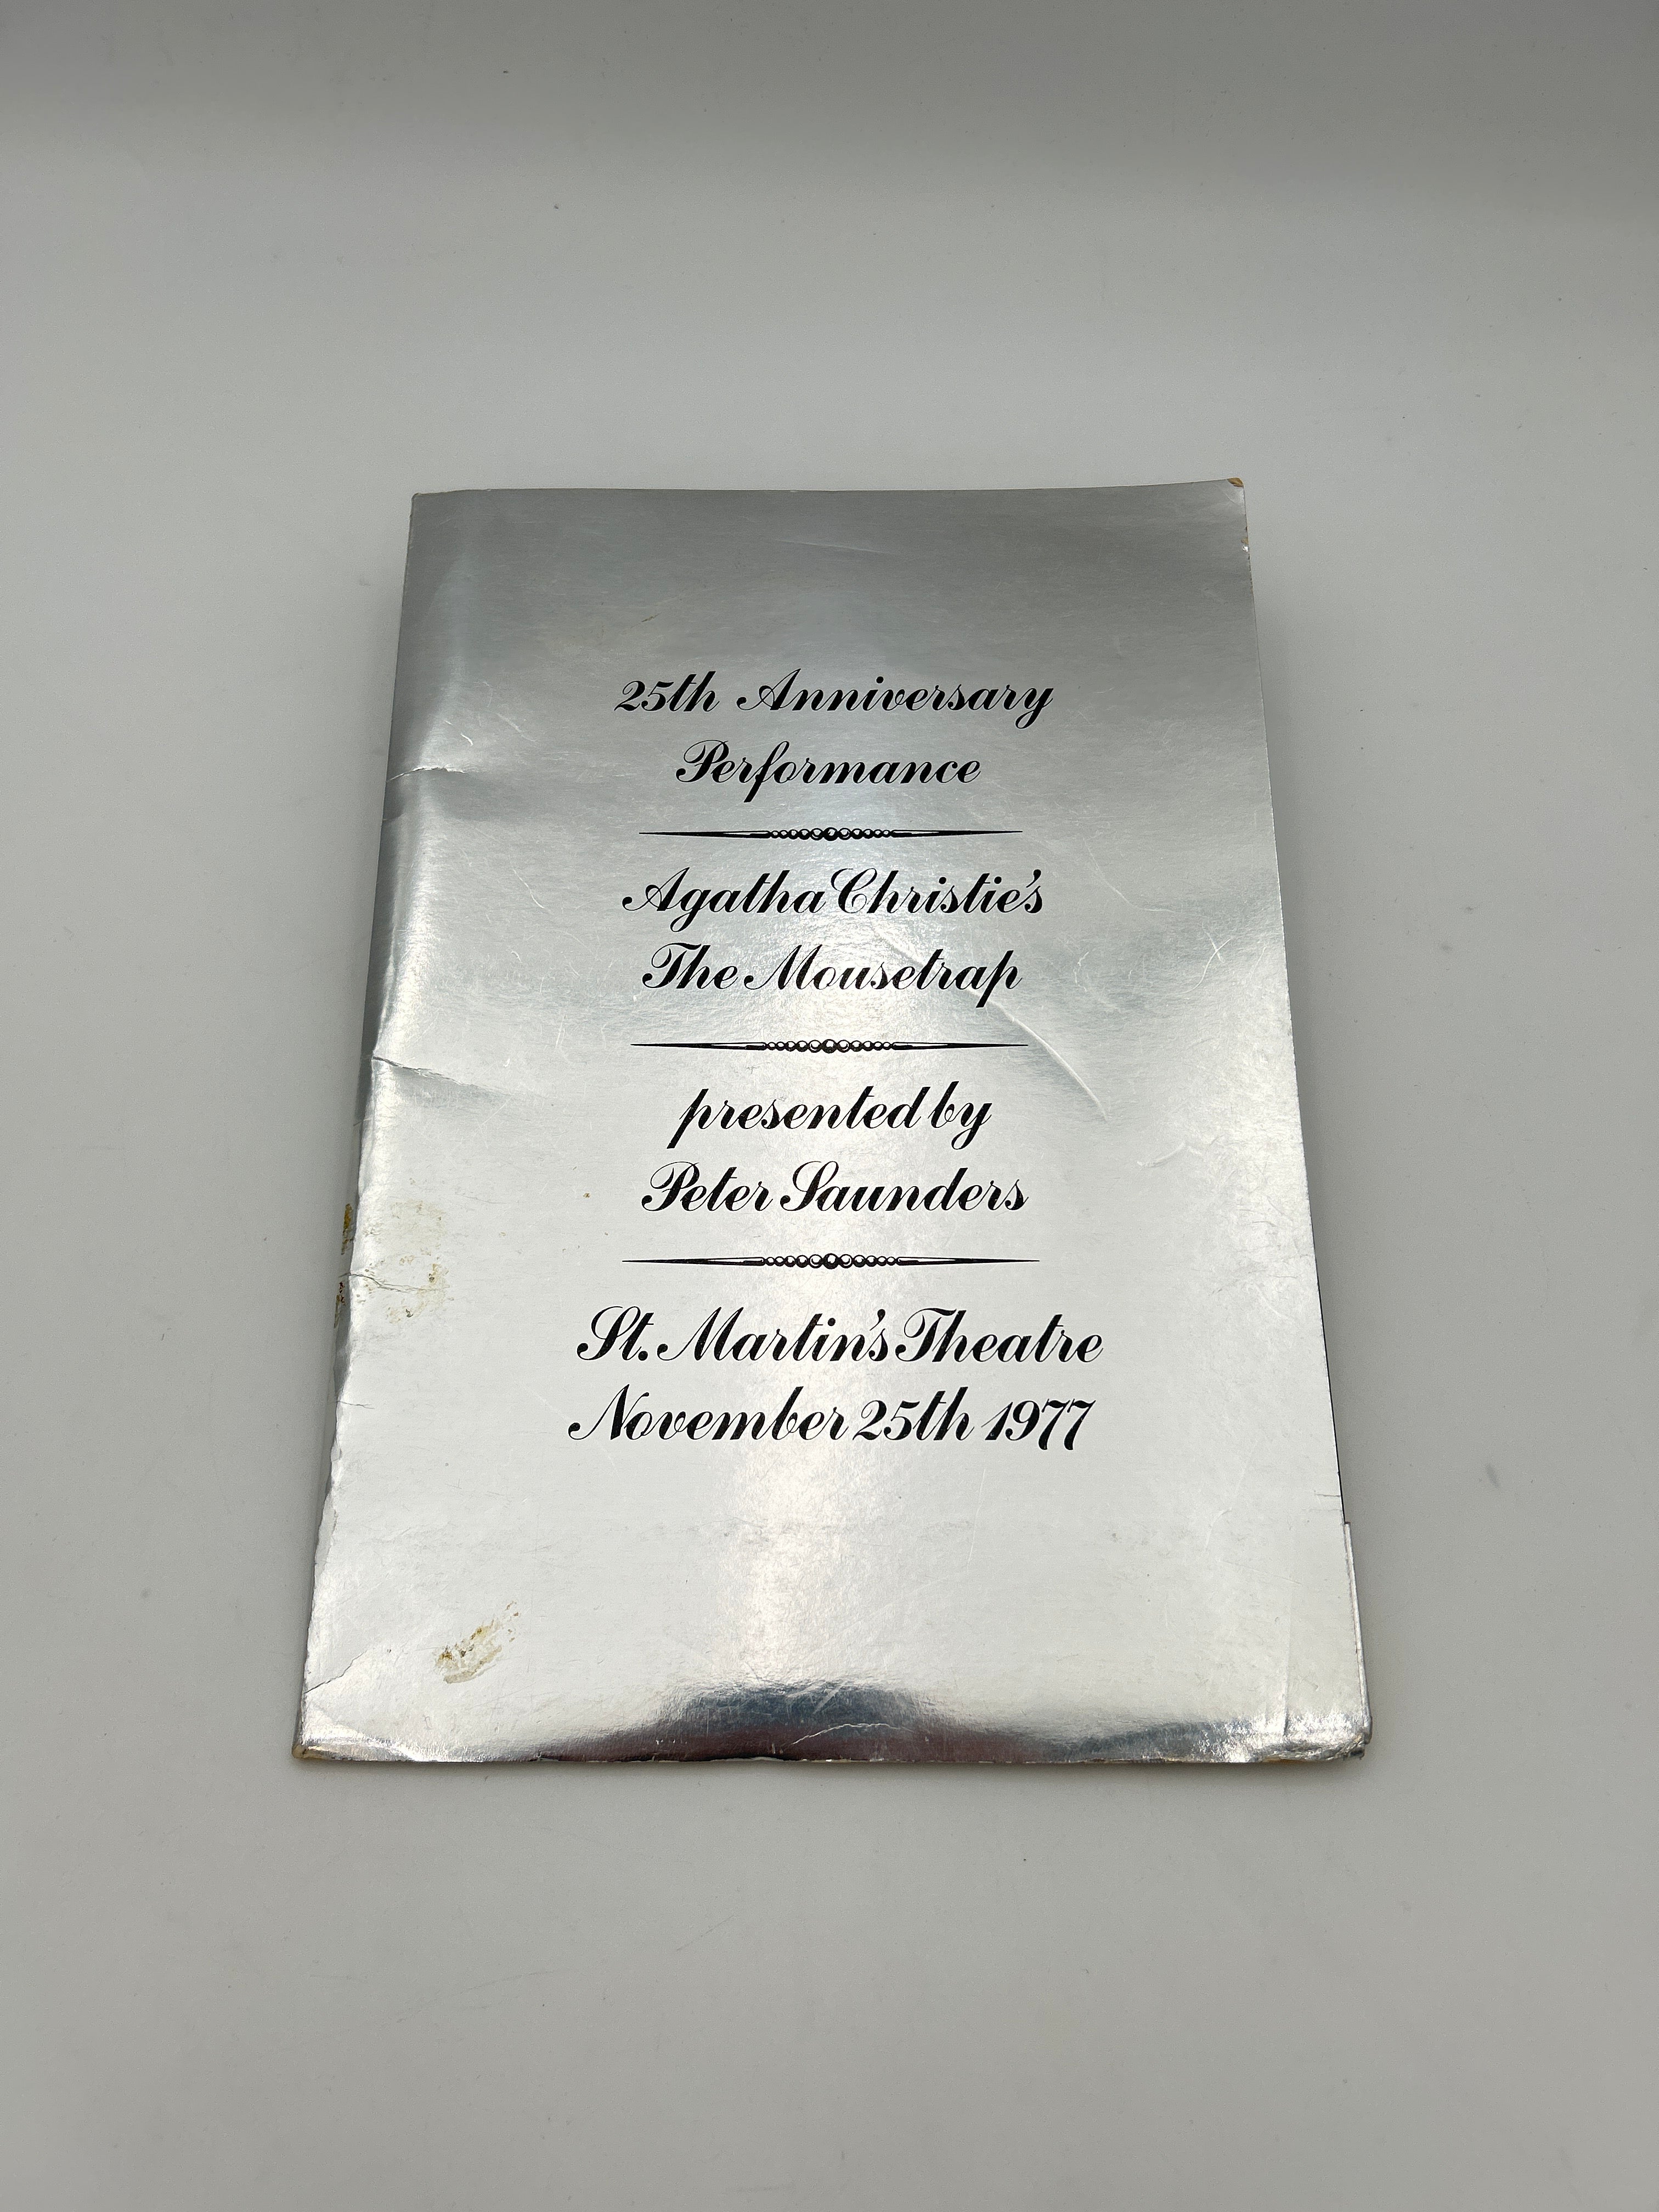 25th Anniversary
Performance
Agatha Christie's
The Mousetrap
presented by
Peter Saunders
St. Martin's Theatre
November 25th 1977